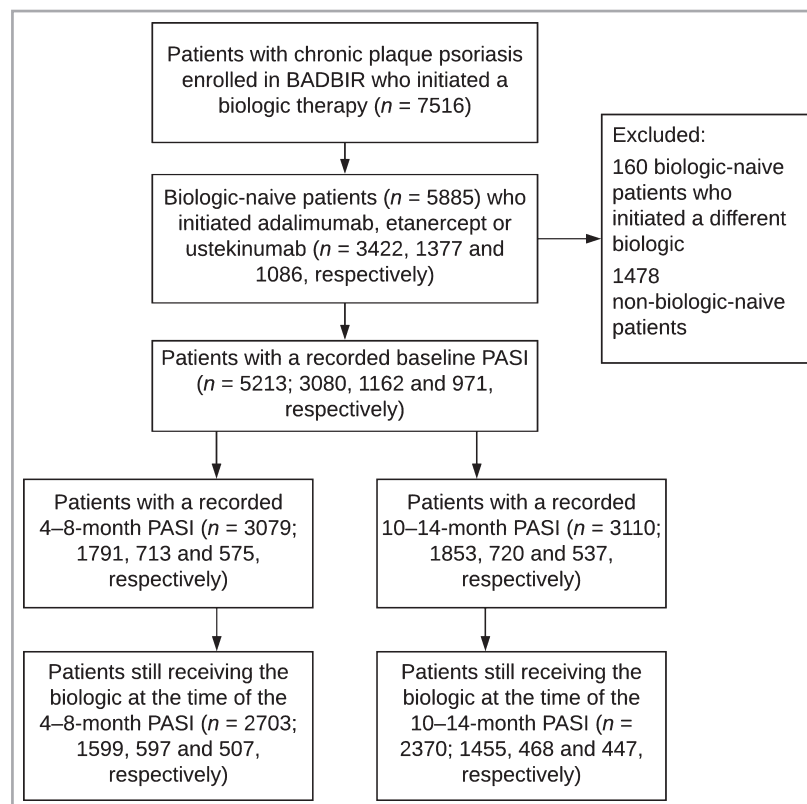 Patients with chronic plaque psoriasis
enrolled in BADBIR who initiated a
biologic therapy (n = 7516)
Excluded:
160 biologic-naive
patients who
initiated a different
biologic
1478
non-biologic-naive
patients
Biologic-naive patients (n = 5885) who
initiated adalimumab, etanercept or
ustekinumab (n = 3422, 1377 and
1086, respectively)
Patients with a recorded baseline PASI
(n = 5213; 3080, 1162 and 971,
respectively)
Patients with a recorded
4–8-month PASI (n = 3079;
1791, 713 and 575,
respectively)
Patients with a recorded
10–14-month PASI (n = 3110;
1853, 720 and 537,
respectively)
Patients still receiving the
biologic at the time of the
4–8-month PASI (n = 2703;
1599, 597 and 507,
respectively)
Patients still receiving the
biologic at the time of the
10–14-month PASI (n =
2370; 1455, 468 and 447,
respectively)